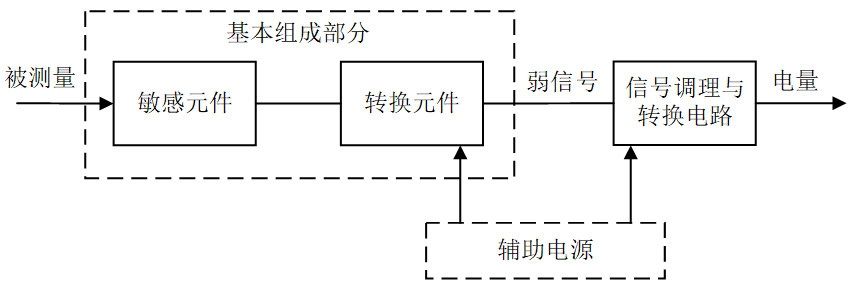 基本组成部分
被测量
敏感元件
转换元件
弱信号
信号调理与
转换电路
电量
辅助电源